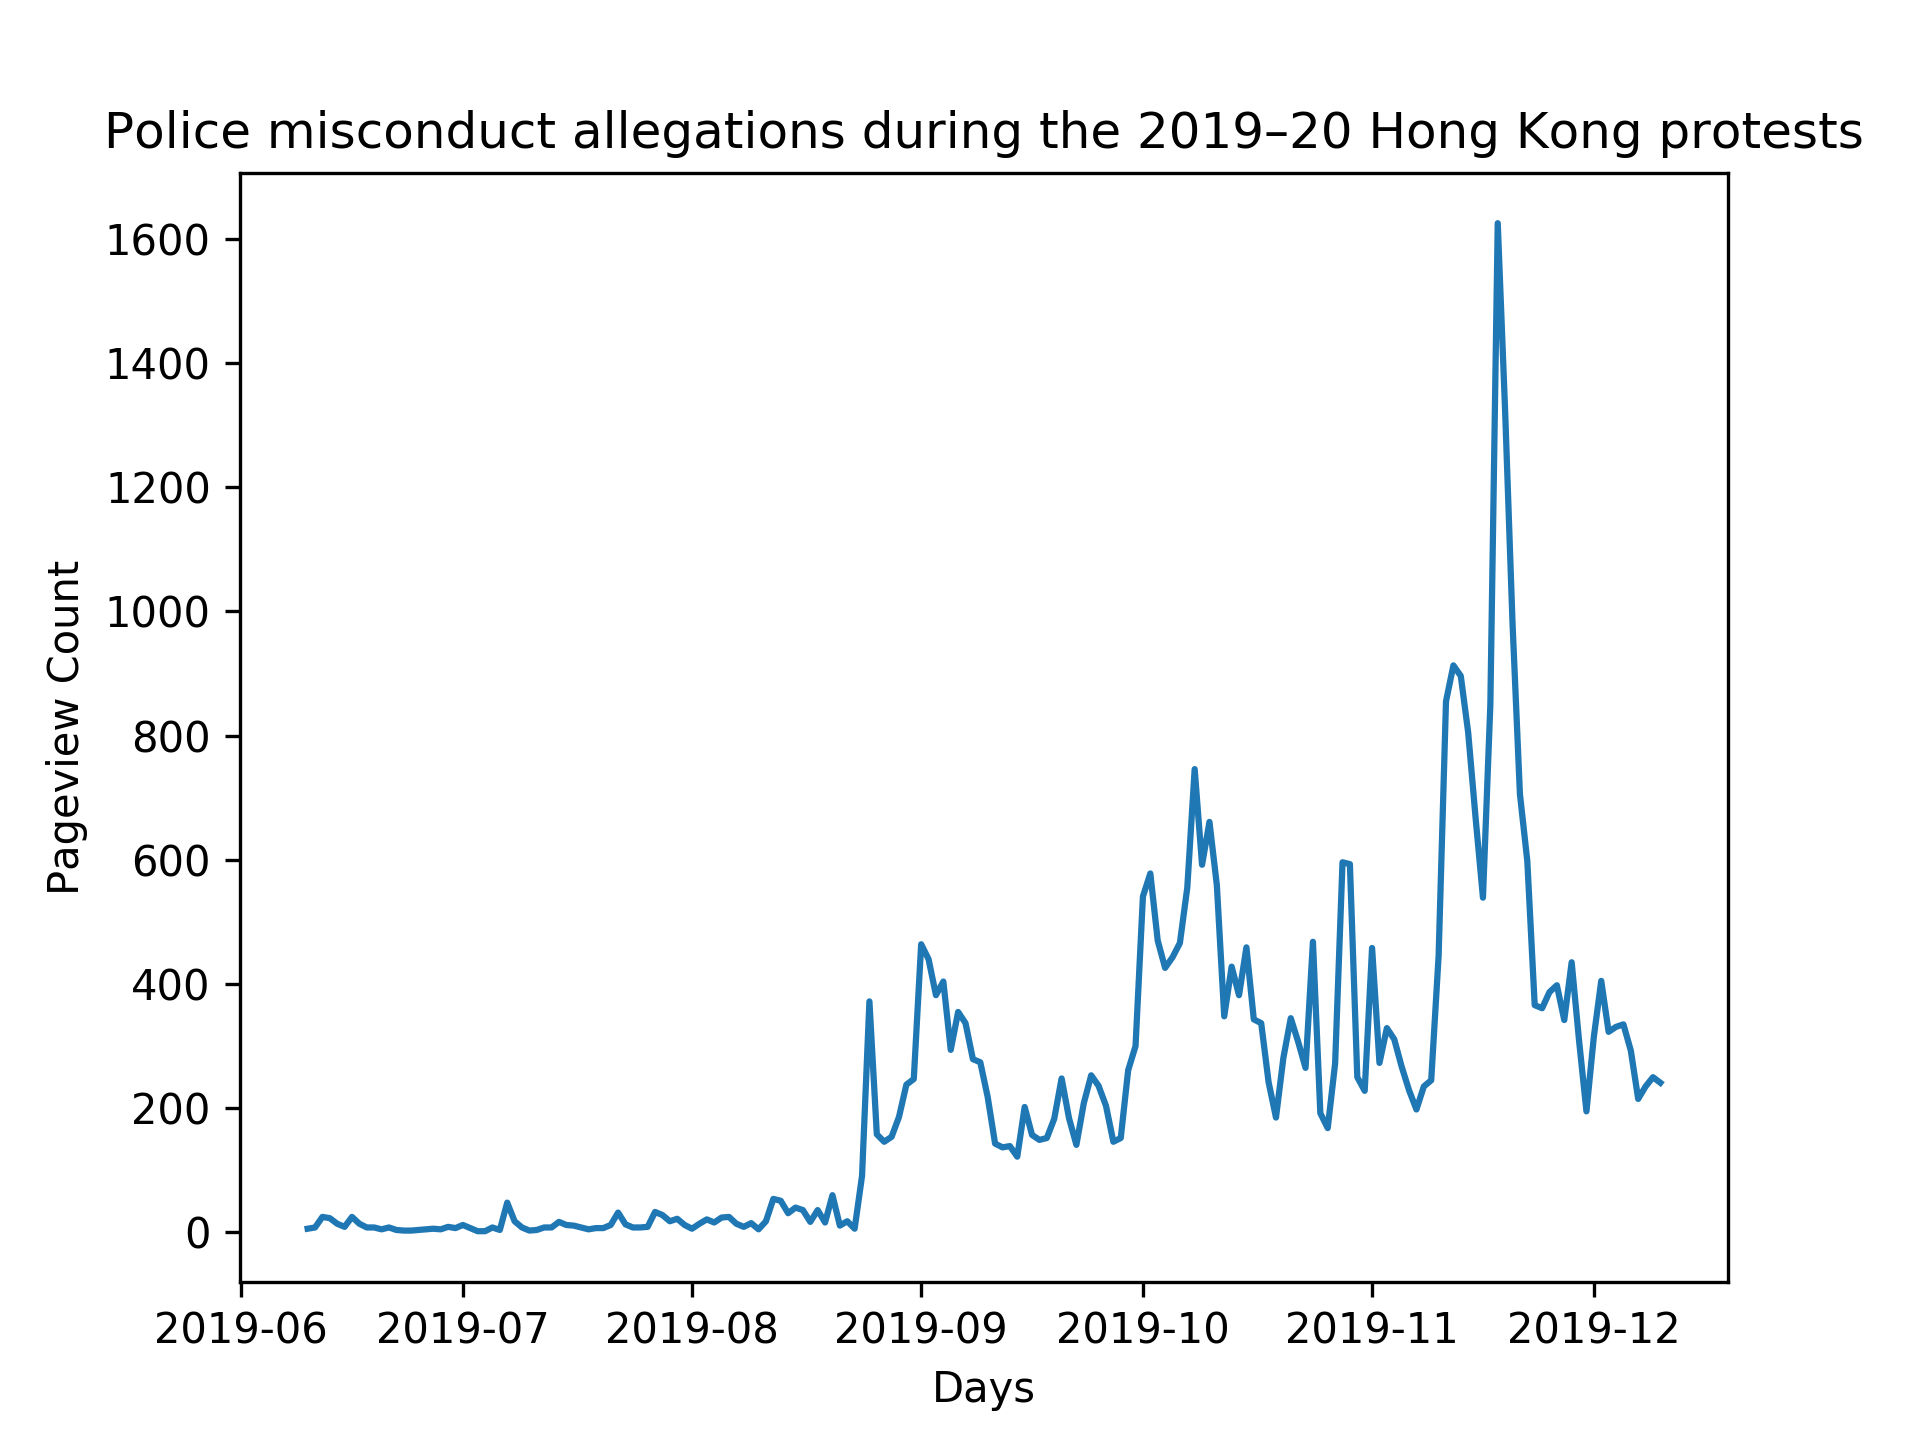 Police misconduct allegations during the 2019–20 Hong Kong protests
1600
1400
1200
1000
800
600
400
200
0
Pageview Count
2019-06 2019-07 2019-08 2019-09 2019-10 2019-11 2019-12
Days